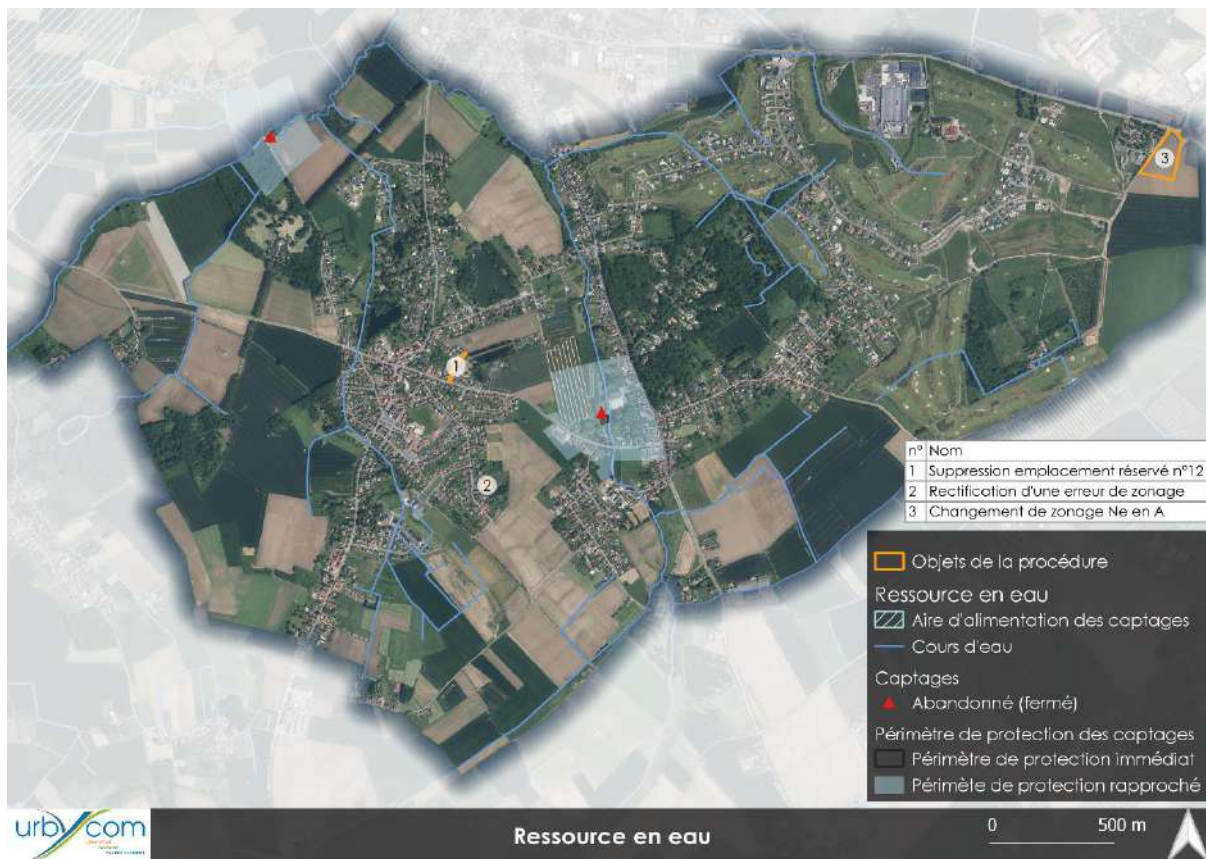 3
1
2
n° Nom
1 Suppression emplacement réservé n°12
2 Rectification d'une erreur de zonage
3 Changement de zonage Ne en A
Objets de la procédure
Ressource en eau
Aire d'alimentation des captages
Cours d'eau
Captages
Abandonné (fermé)
Périmètre de protection des captages
Périmètre de protection immédiat
Périmète de protection rapproché
urbycom
Ressource en eau
0 500 m